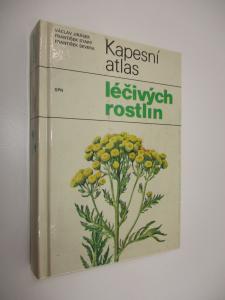 VÁCLAV JIRÁSEK
FRANTIŠEK STARÝ
FRANTIŠEK SEVERA
Kapesní
atlas
SPN
léčivých
rostlin